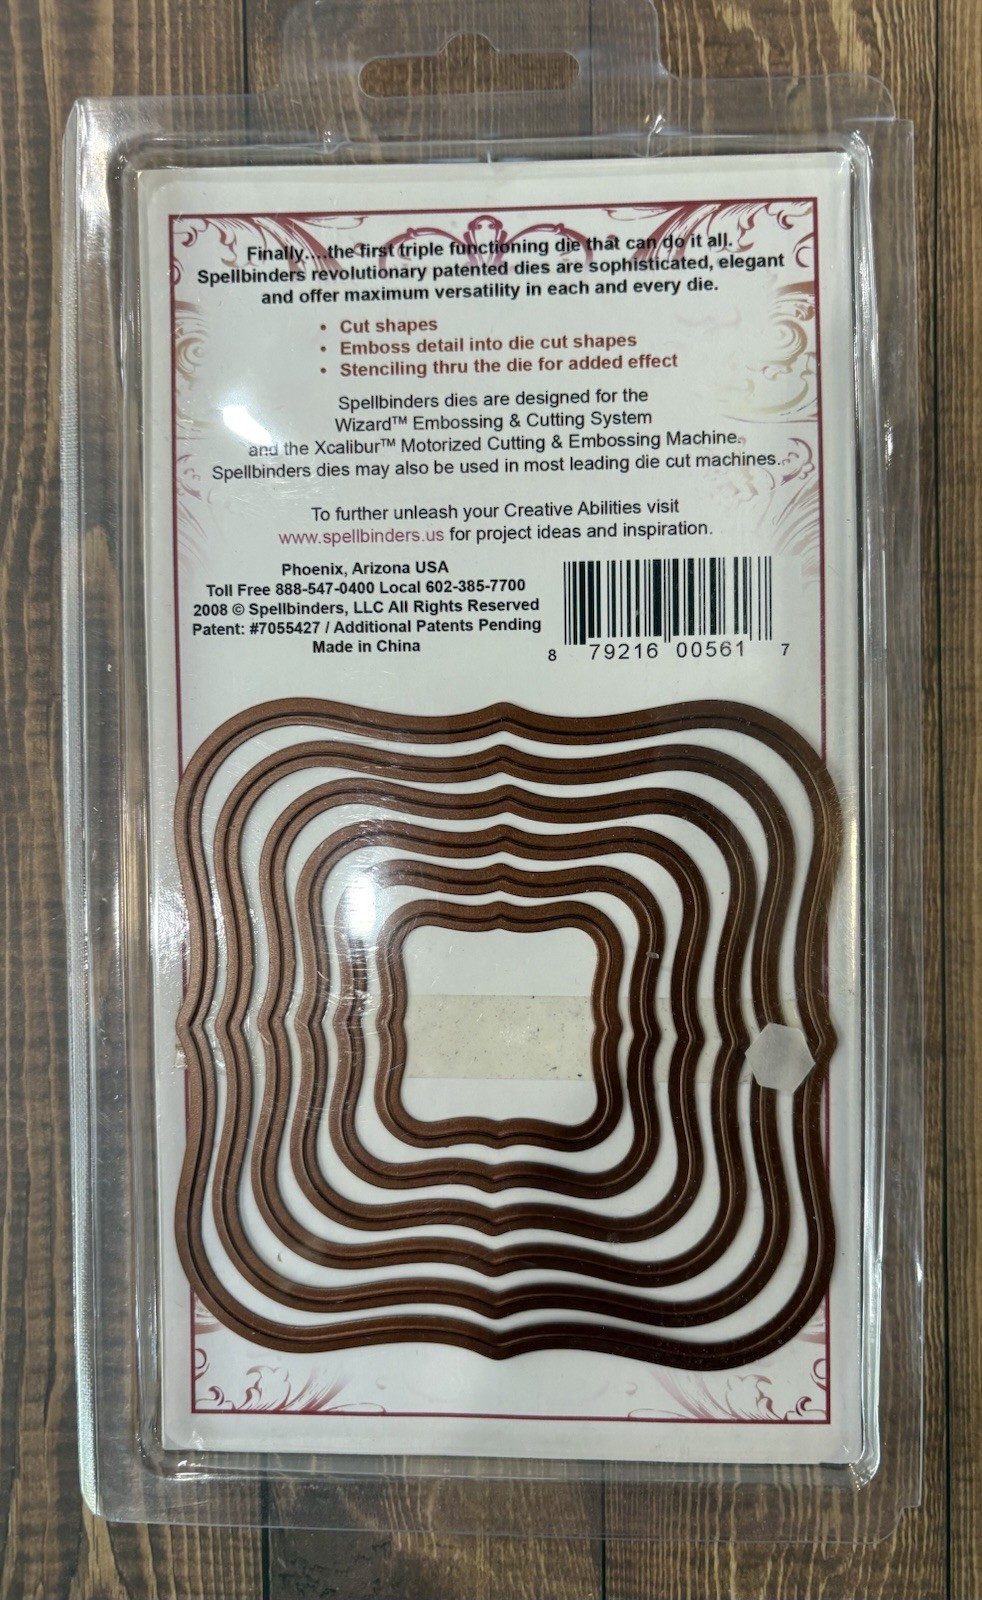 Finally....the first triple functioning die that can do it all.
Spellbinders revolutionary patented dies are sophisticated, elegant
and offer maximum versatility in each and every die.
• Cut shapes
• Emboss detail into die cut shapes
• Stenciling thru the die for added effect
Spellbinders dies are designed for the
Wizard™ Embossing & Cutting System
and the Xcalibur™ Motorized Cutting & Embossing Machine.
Spellbinders dies may also be used in most leading die cut machines.
To further unleash your Creative Abilities visit
www.spellbinders.us for project ideas and inspiration.
Phoenix, Arizona USA
Toll Free 888-547-0400 Local 602-385-7700
2008 © Spellbinders, LLC All Rights Reserved
Patent: #7055427 / Additional Patents Pending
Made in China
8 79216 00561 7